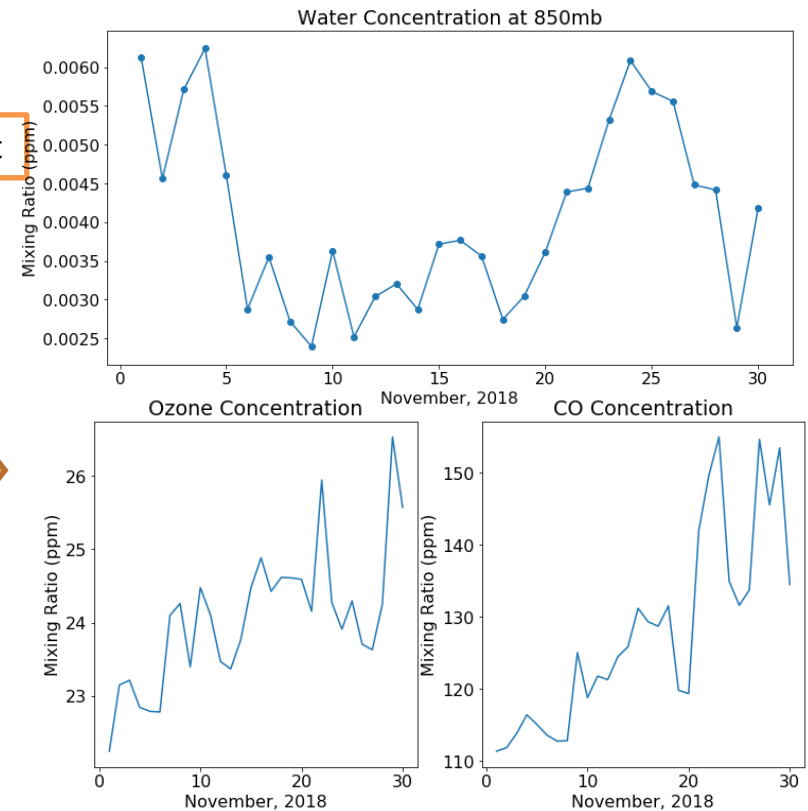 Water Concentration at 850mb
Mixing Ratio (ppm)
0.0060
0.0055
0.0050
0.0045
0.0040
0.0035
0.0030
0.0025
0 5 10 15 20 25 30
November, 2018
Ozone Concentration
Mixing Ratio (ppm)
26
25
24
23
0 10 20 30
November, 2018
CO Concentration
Mixing Ratio (ppm)
150
140
130
120
110
0 10 20 30
November, 2018